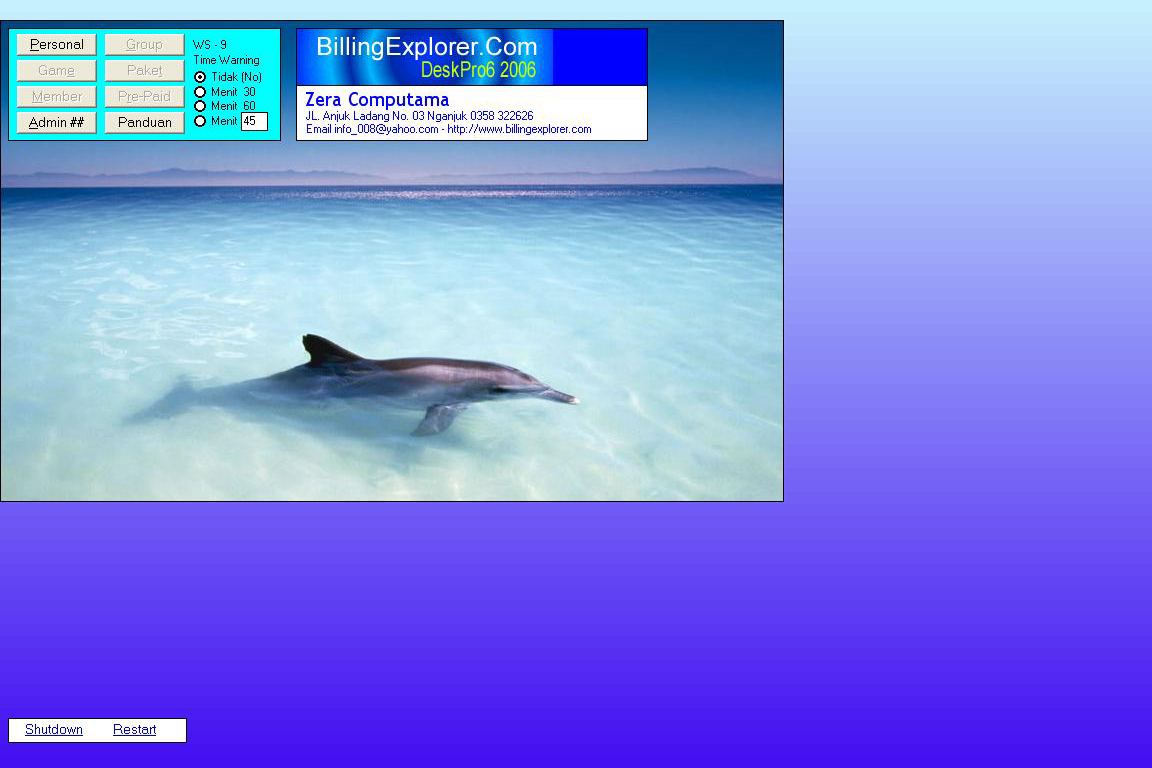 Personal Group
Game Paket
Member Pre-Paid
Admin ## Panduan
WS - 9
Time Warning
Tidak (No)
Menit 30
Menit 60
Menit 45
BillingExplorer.Com
DeskPro6 2006
Zera Computama
JL. Anjuk Ladang No. 03 Nganjuk 0358 322626
Email info_008@yahoo.com - http://www.billingexplorer.com
Shutdown Restart